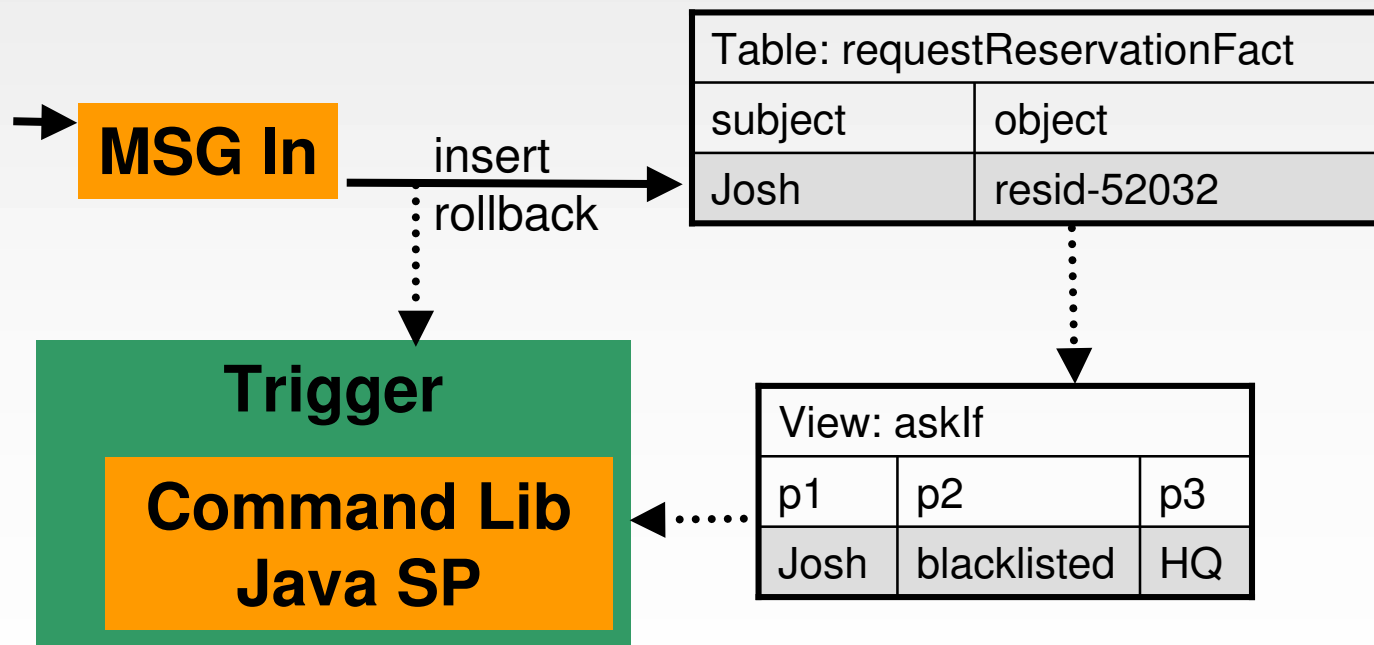 Table: requestReservationFact
subject object
Josh resid-52032
MSG In
insert
rollback
Trigger
Command Lib
Java SP
View: askIf
p1 p2 p3
Josh blacklisted HQ